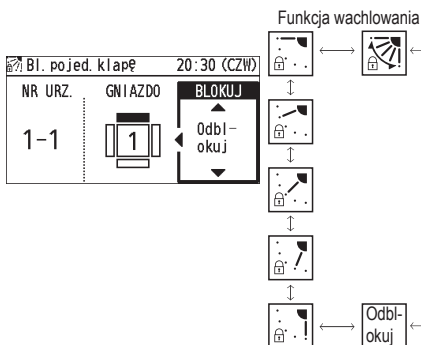 Funkcja wachlowania
Bl. pojed. klapę 20:30 (CZW)
NR URZ. GNIAZDO BLOKUJ
1-1 1 Odbl-
okuj
Odbl-
okuj